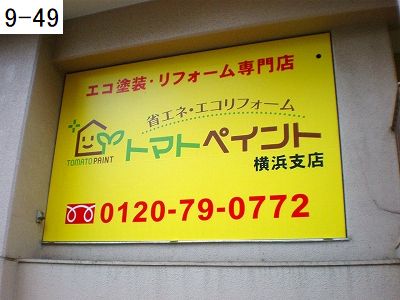 9-49
エコ塗装・リフォーム専門店
省エネ・エコリフォーム
TOMATO PAINT
トマトペイント
横浜支店
0120-79-0772